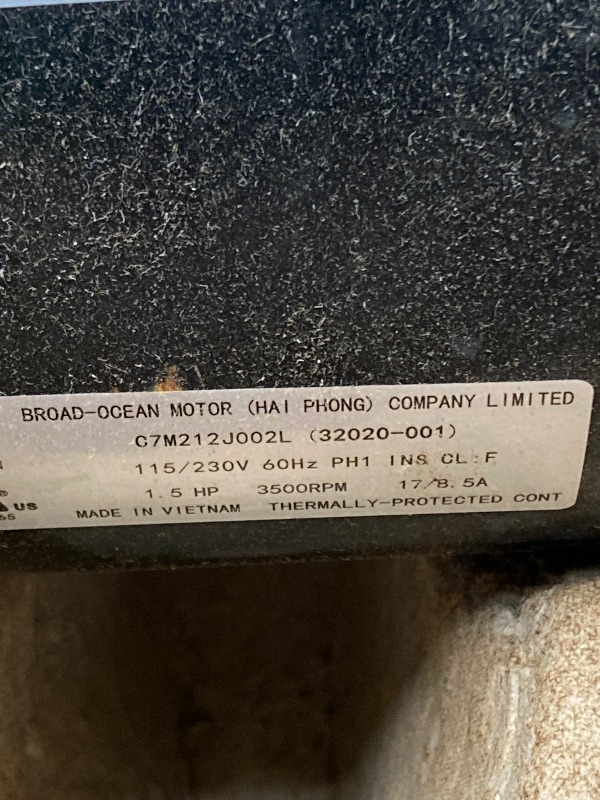 BROAD-OCEAN MOTOR (HAI PHONG) COMPANY LIMITED
C7M212J002L (32020-001)
115/230V 60Hz PH1 INS CL:F
1.5 HP 3500RPM 17/8.5A
® US
MADE IN VIETNAM THERMALLY-PROTECTED CONT